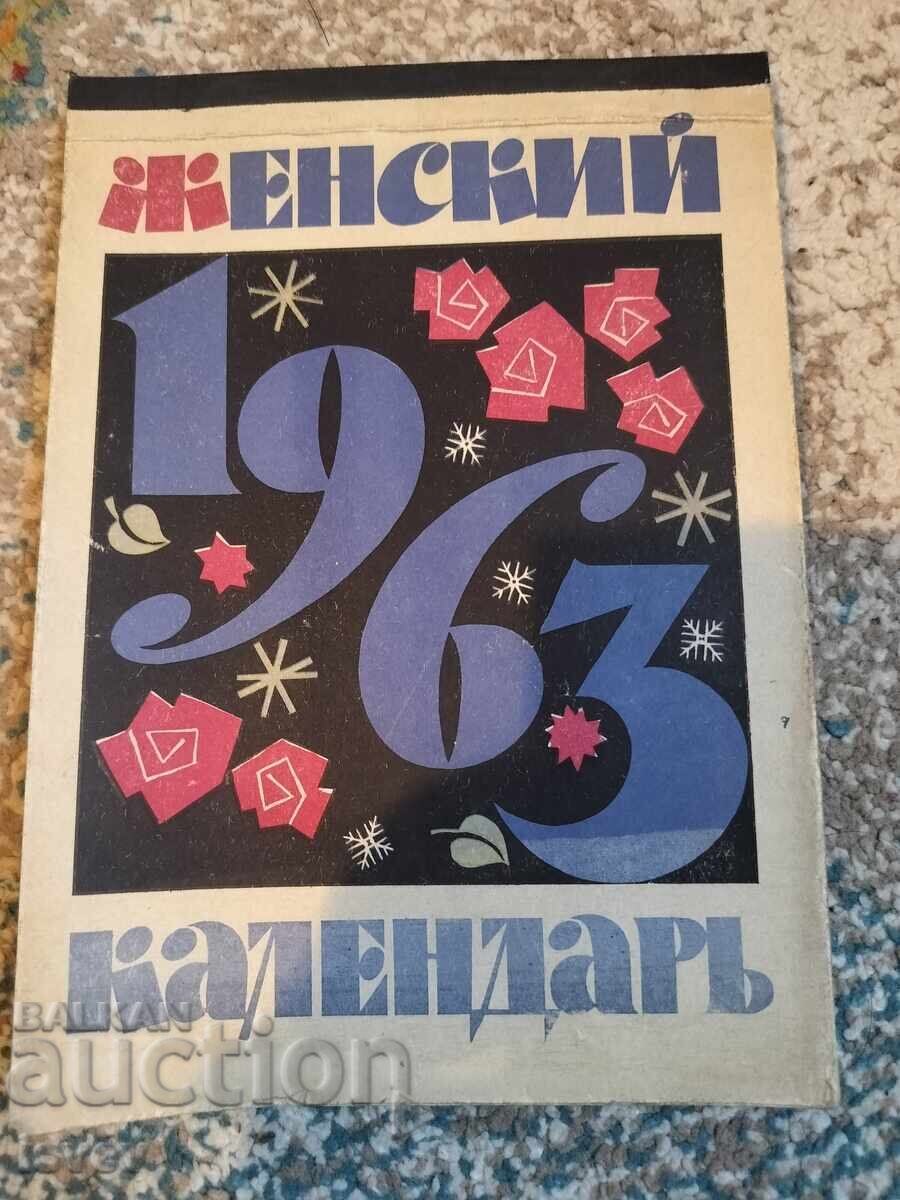 ЖЕНСКИЙ
1963
КАЛЕНДАРЬ
BALKAN
auction